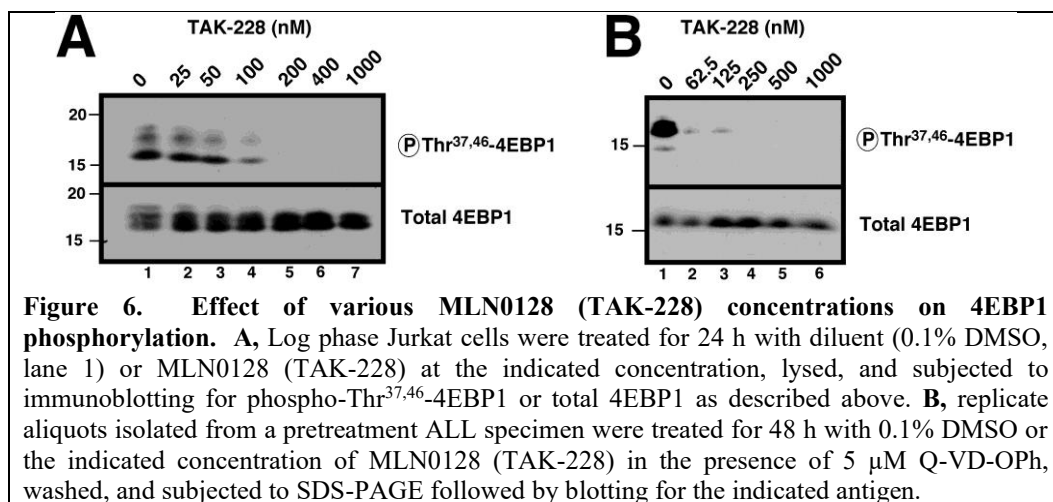 A
TAK-228 (nM)
0 25 50 100 200 400 1000
20
15
ⓅThr37,46-4EBP1
20
15
Total 4EBP1
1 2 3 4 5 6 7
B
TAK-228 (nM)
0 62.5 125 250 500 1000
15
ⓅThr37,46-4EBP1
15
Total 4EBP1
1 2 3 4 5 6
Figure 6. Effect of various MLN0128 (TAK-228) concentrations on 4EBP1
phosphorylation. A, Log phase Jurkat cells were treated for 24 h with diluent (0.1% DMSO,
lane 1) or MLN0128 (TAK-228) at the indicated concentration, lysed, and subjected to
immunoblotting for phospho-Thr37,46-4EBP1 or total 4EBP1 as described above. B, replicate
aliquots isolated from a pretreatment ALL specimen were treated for 48 h with 0.1% DMSO or
the indicated concentration of MLN0128 (TAK-228) in the presence of 5 μM Q-VD-OPh,
washed, and subjected to SDS-PAGE followed by blotting for the indicated antigen.